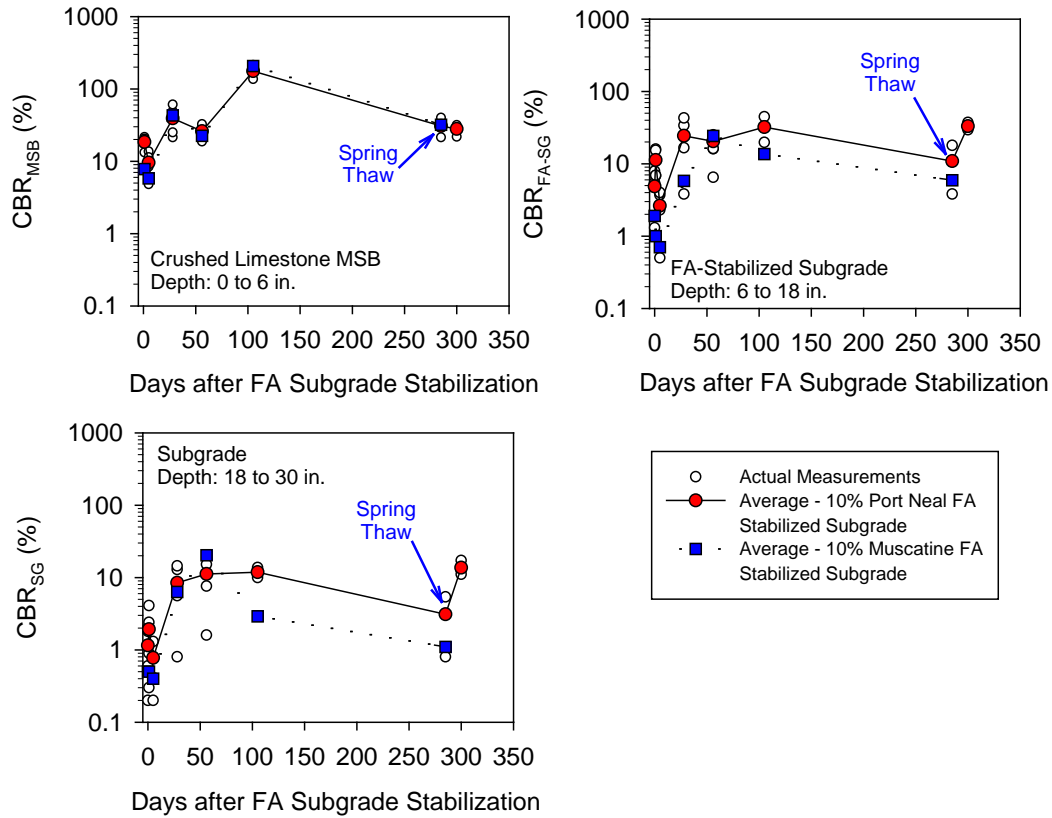 1000
100
10
1
0.1
CBRMSB (%)
Spring
Thaw
Crushed Limestone MSB
Depth: 0 to 6 in.
0 50 100 150 200 250 300 350
Days after FA Subgrade Stabilization
1000
100
10
1
0.1
CBRFA-SG (%)
Spring
Thaw
FA-Stabilized Subgrade
Depth: 6 to 18 in.
0 50 100 150 200 250 300 350
Days after FA Subgrade Stabilization
1000
100
10
1
0.1
CBRSG (%)
Subgrade
Depth: 18 to 30 in.
Spring
Thaw
0 50 100 150 200 250 300 350
Days after FA Subgrade Stabilization
Actual Measurements
Average - 10% Port Neal FA
Stabilized Subgrade
Average - 10% Muscatine FA
Stabilized Subgrade